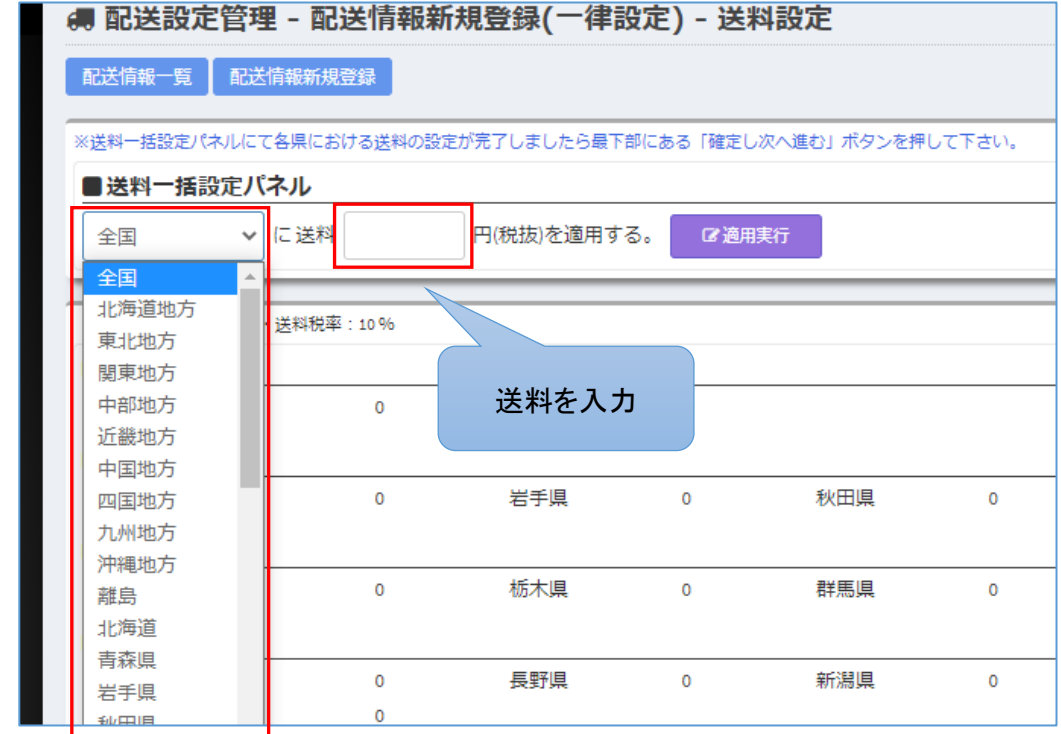 配送設定管理 - 配送情報新規登録(一律設定) - 送料設定
配送情報一覧 配送情報新規登録
※送料一括設定パネルにて各県における送料の設定が完了しましたら最下部にある「確定し次へ進む」ボタンを押して下さい。
■送料一括設定パネル
全国 に 送料 円(税抜)を適用する。 適用実行
全国
北海道地方
送料税率：10％
東北地方
関東地方
中部地方 0
送料を入力
近畿地方
中国地方
四国地方 0 岩手県 0 秋田県 0
九州地方
沖縄地方
離島 0 栃木県 0 群馬県 0
北海道
青森県
岩手県 0 長野県 0 新潟県 0
秋田県 0